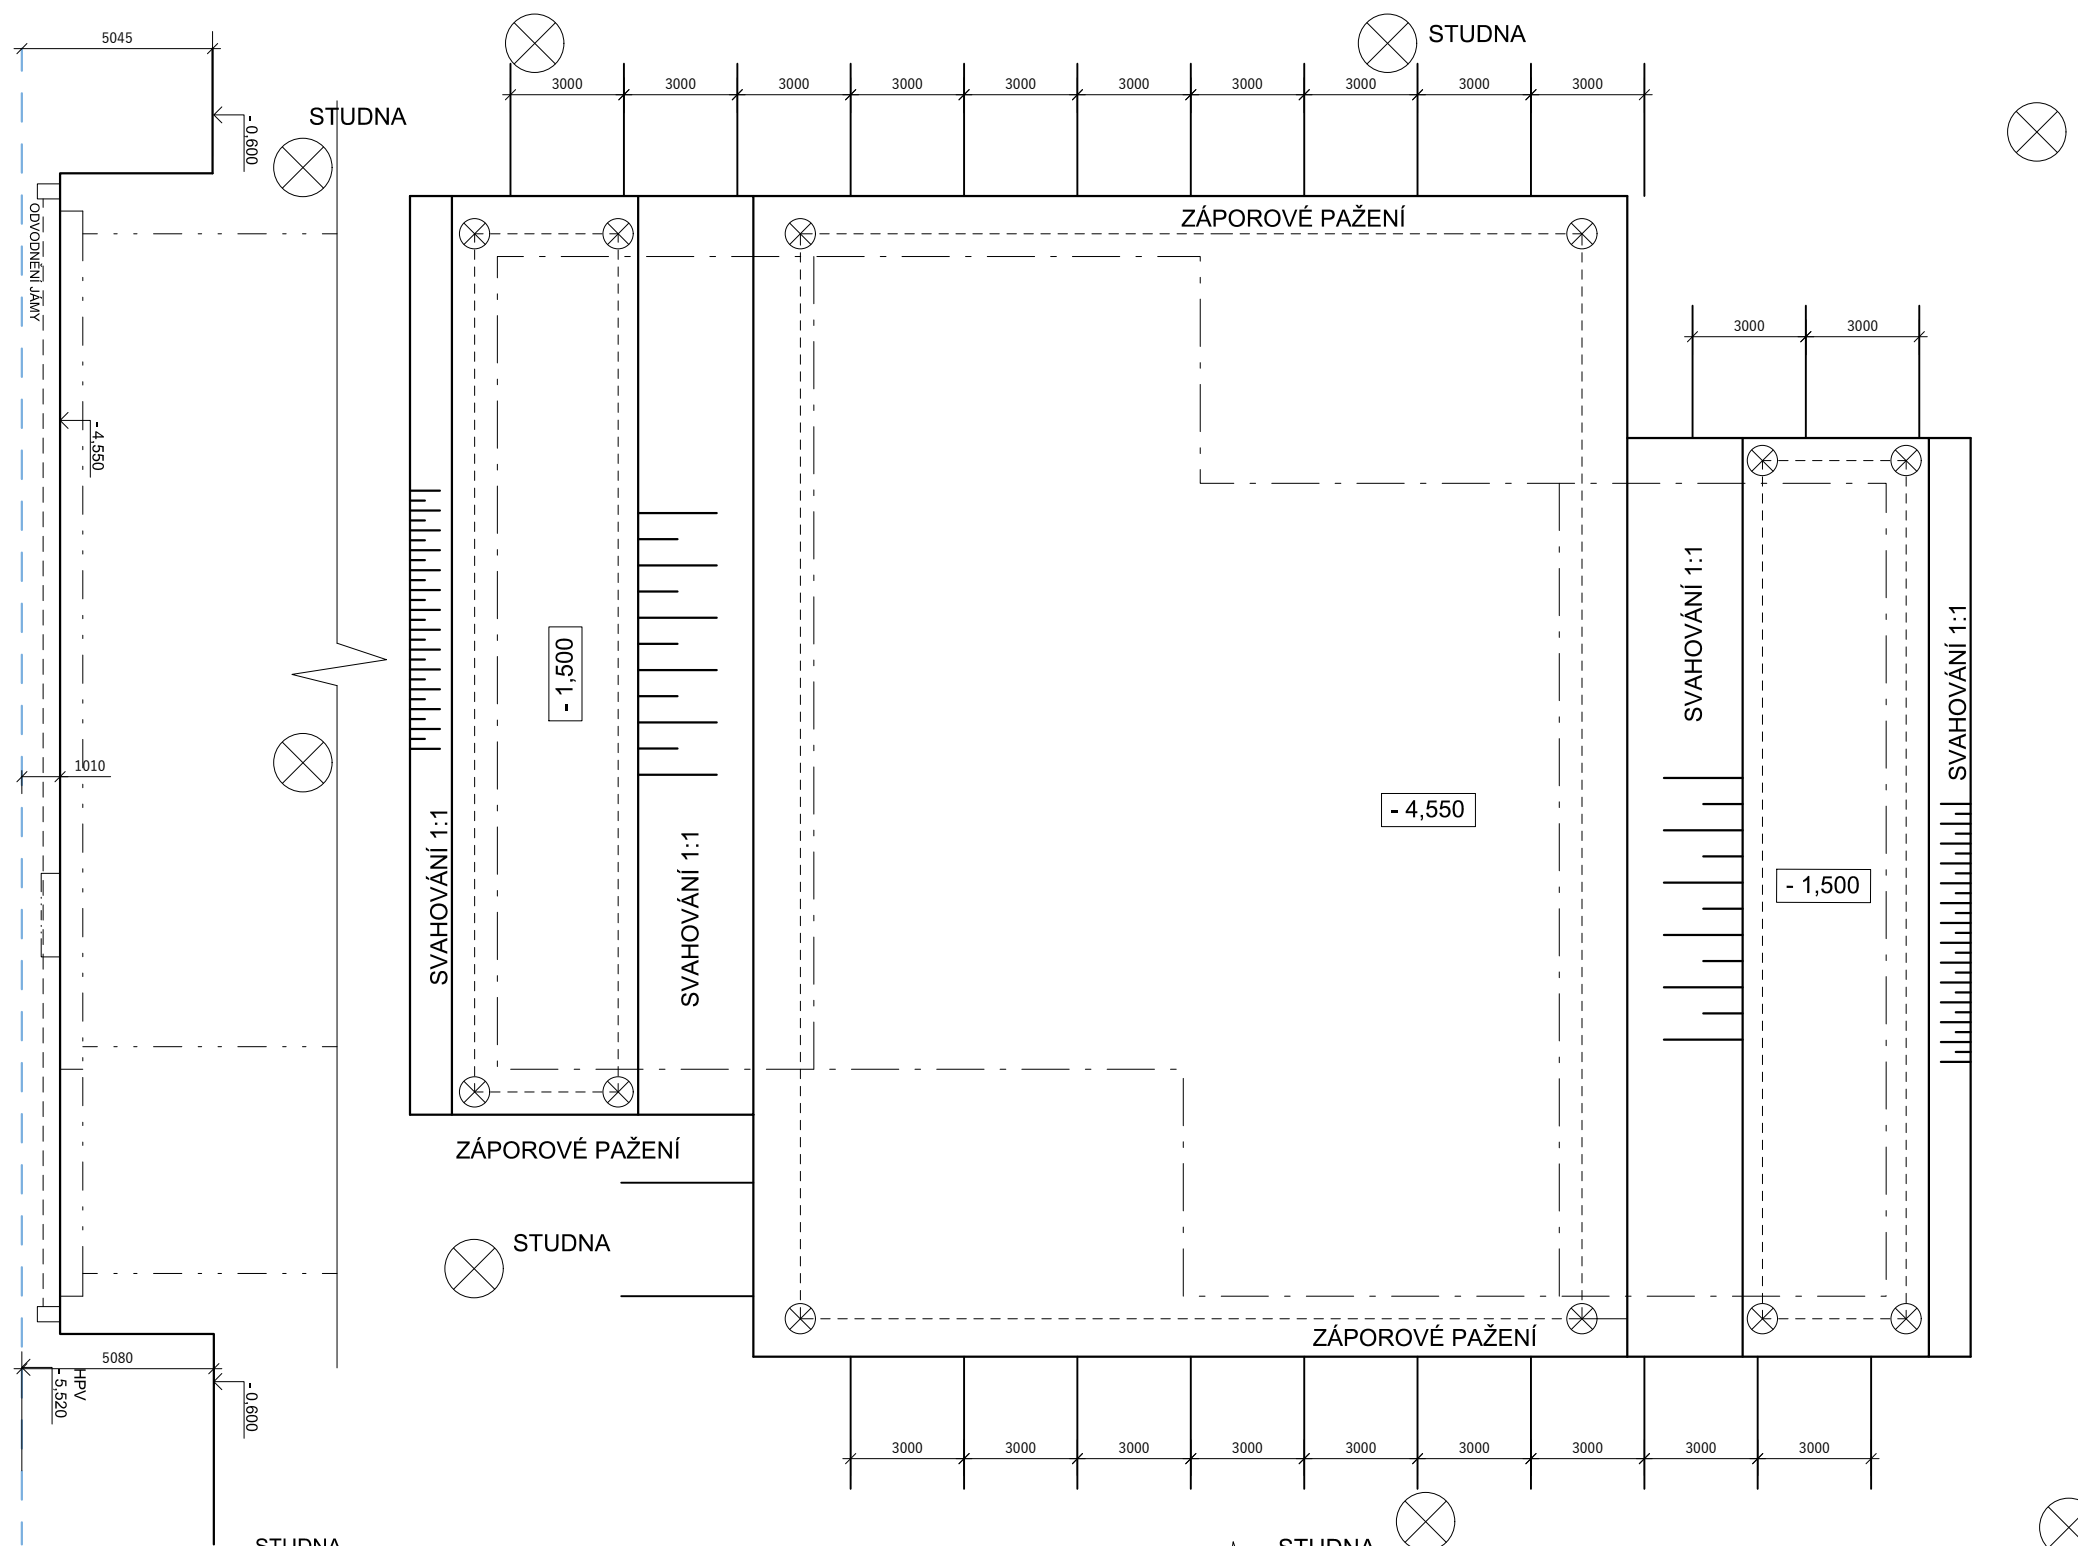 5045
STUDNA
3000 3000 3000 3000 3000 3000 3000 3000 3000 3000
STUDNA
- 0,600
ZÁPOROVÉ PAŽENÍ
ODVODNĚNÍ JÁMY
3000 3000
- 4,550
SVAHOVÁNÍ 1:1
SVAHOVÁNÍ 1:1
- 1,500
1010
- 4,550
SVAHOVÁNÍ 1:1
SVAHOVÁNÍ 1:1
- 1,500
ZÁPOROVÉ PAŽENÍ
STUDNA
ZÁPOROVÉ PAŽENÍ
5080
HPV
- 5,520
- 0,600
3000 3000 3000 3000 3000 3000 3000 3000 3000
STUDNA
STUDNA